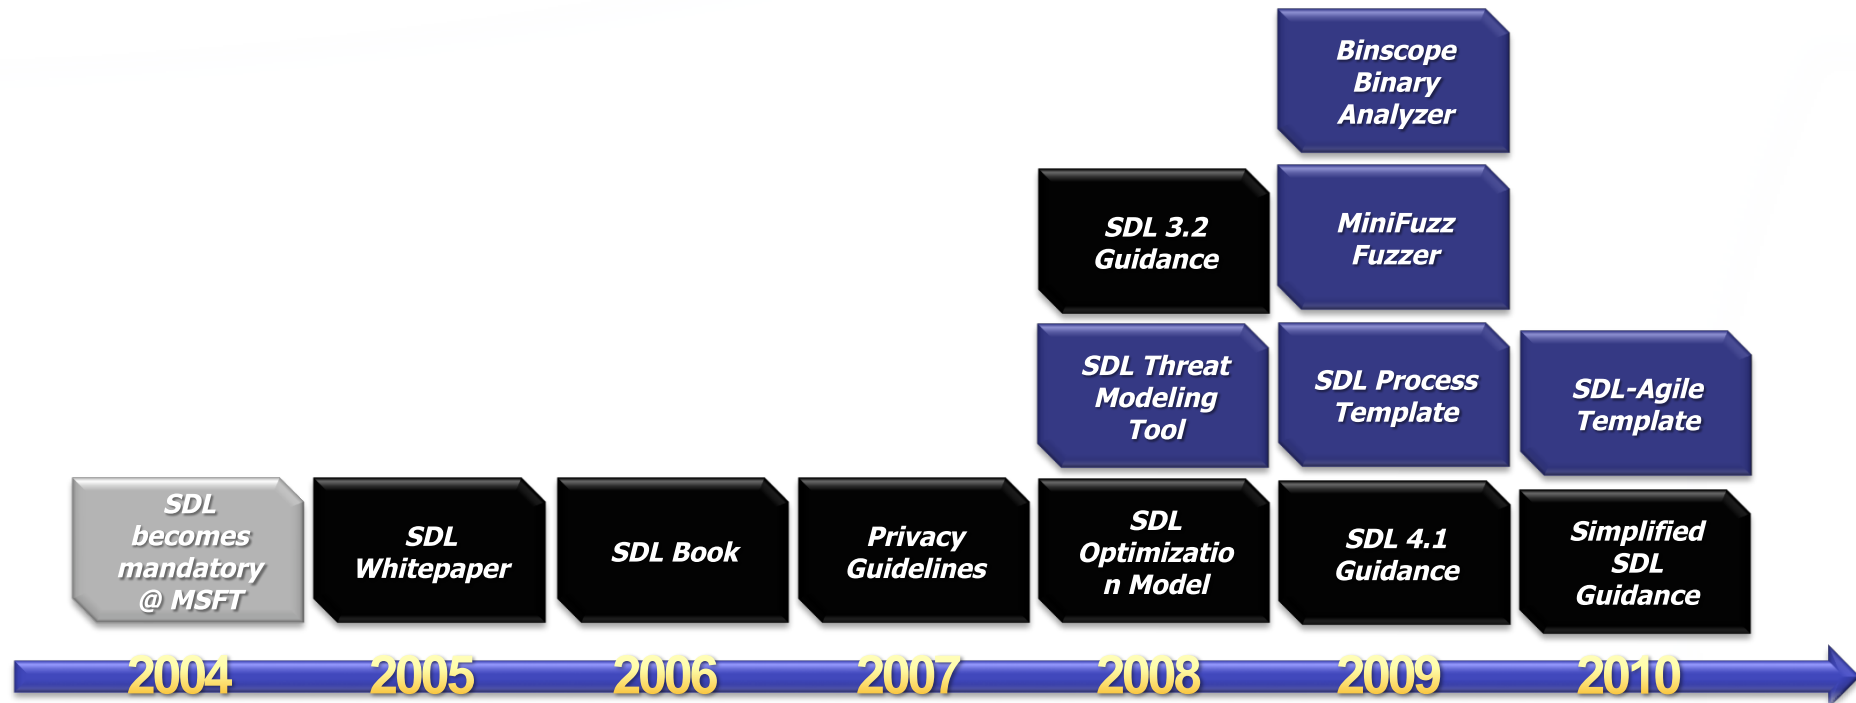 Binscope
Binary
Analyzer
SDL 3.2
Guidance
MiniFuzz
Fuzzer
SDL Threat
Modeling
Tool
SDL Process
Template
SDL-Agile
Template
SDL
becomes
mandatory
@ MSFT
SDL
Whitepaper
SDL Book
Privacy
Guidelines
SDL
Optimizatio
n Model
SDL 4.1
Guidance
Simplified
SDL
Guidance
2004 2005 2006 2007 2008 2009 2010